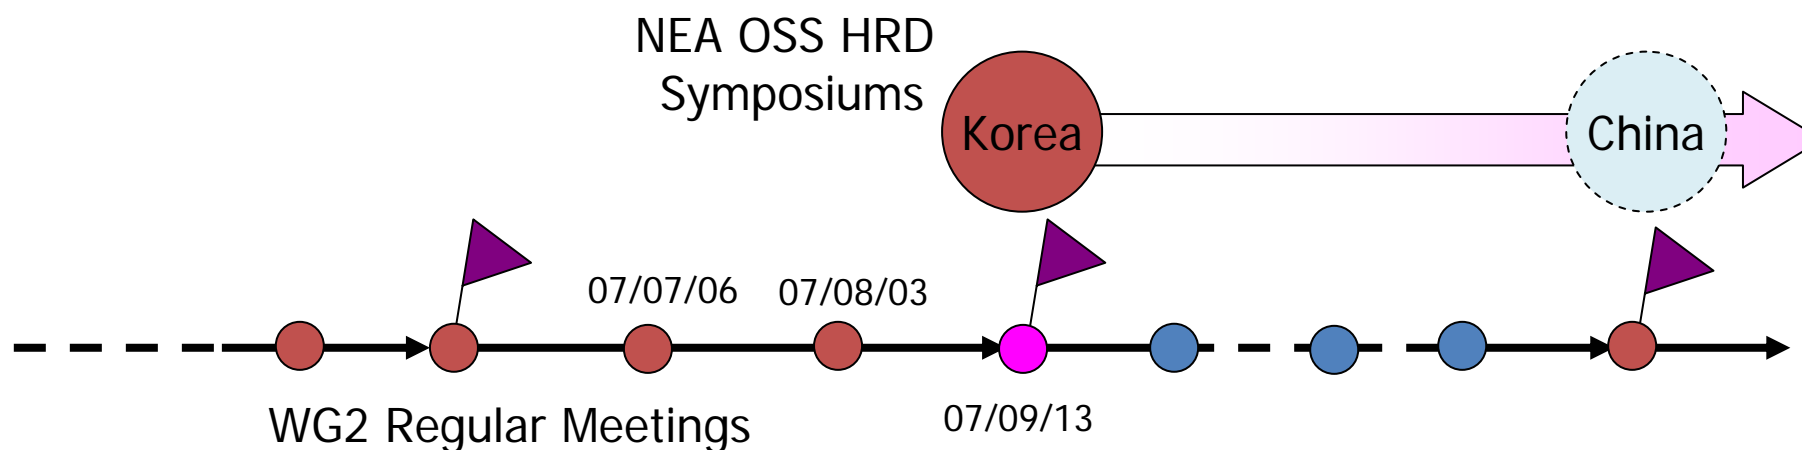 NEA OSS HRD
Symposiums
Korea
China
07/07/06
07/08/03
WG2 Regular Meetings
07/09/13